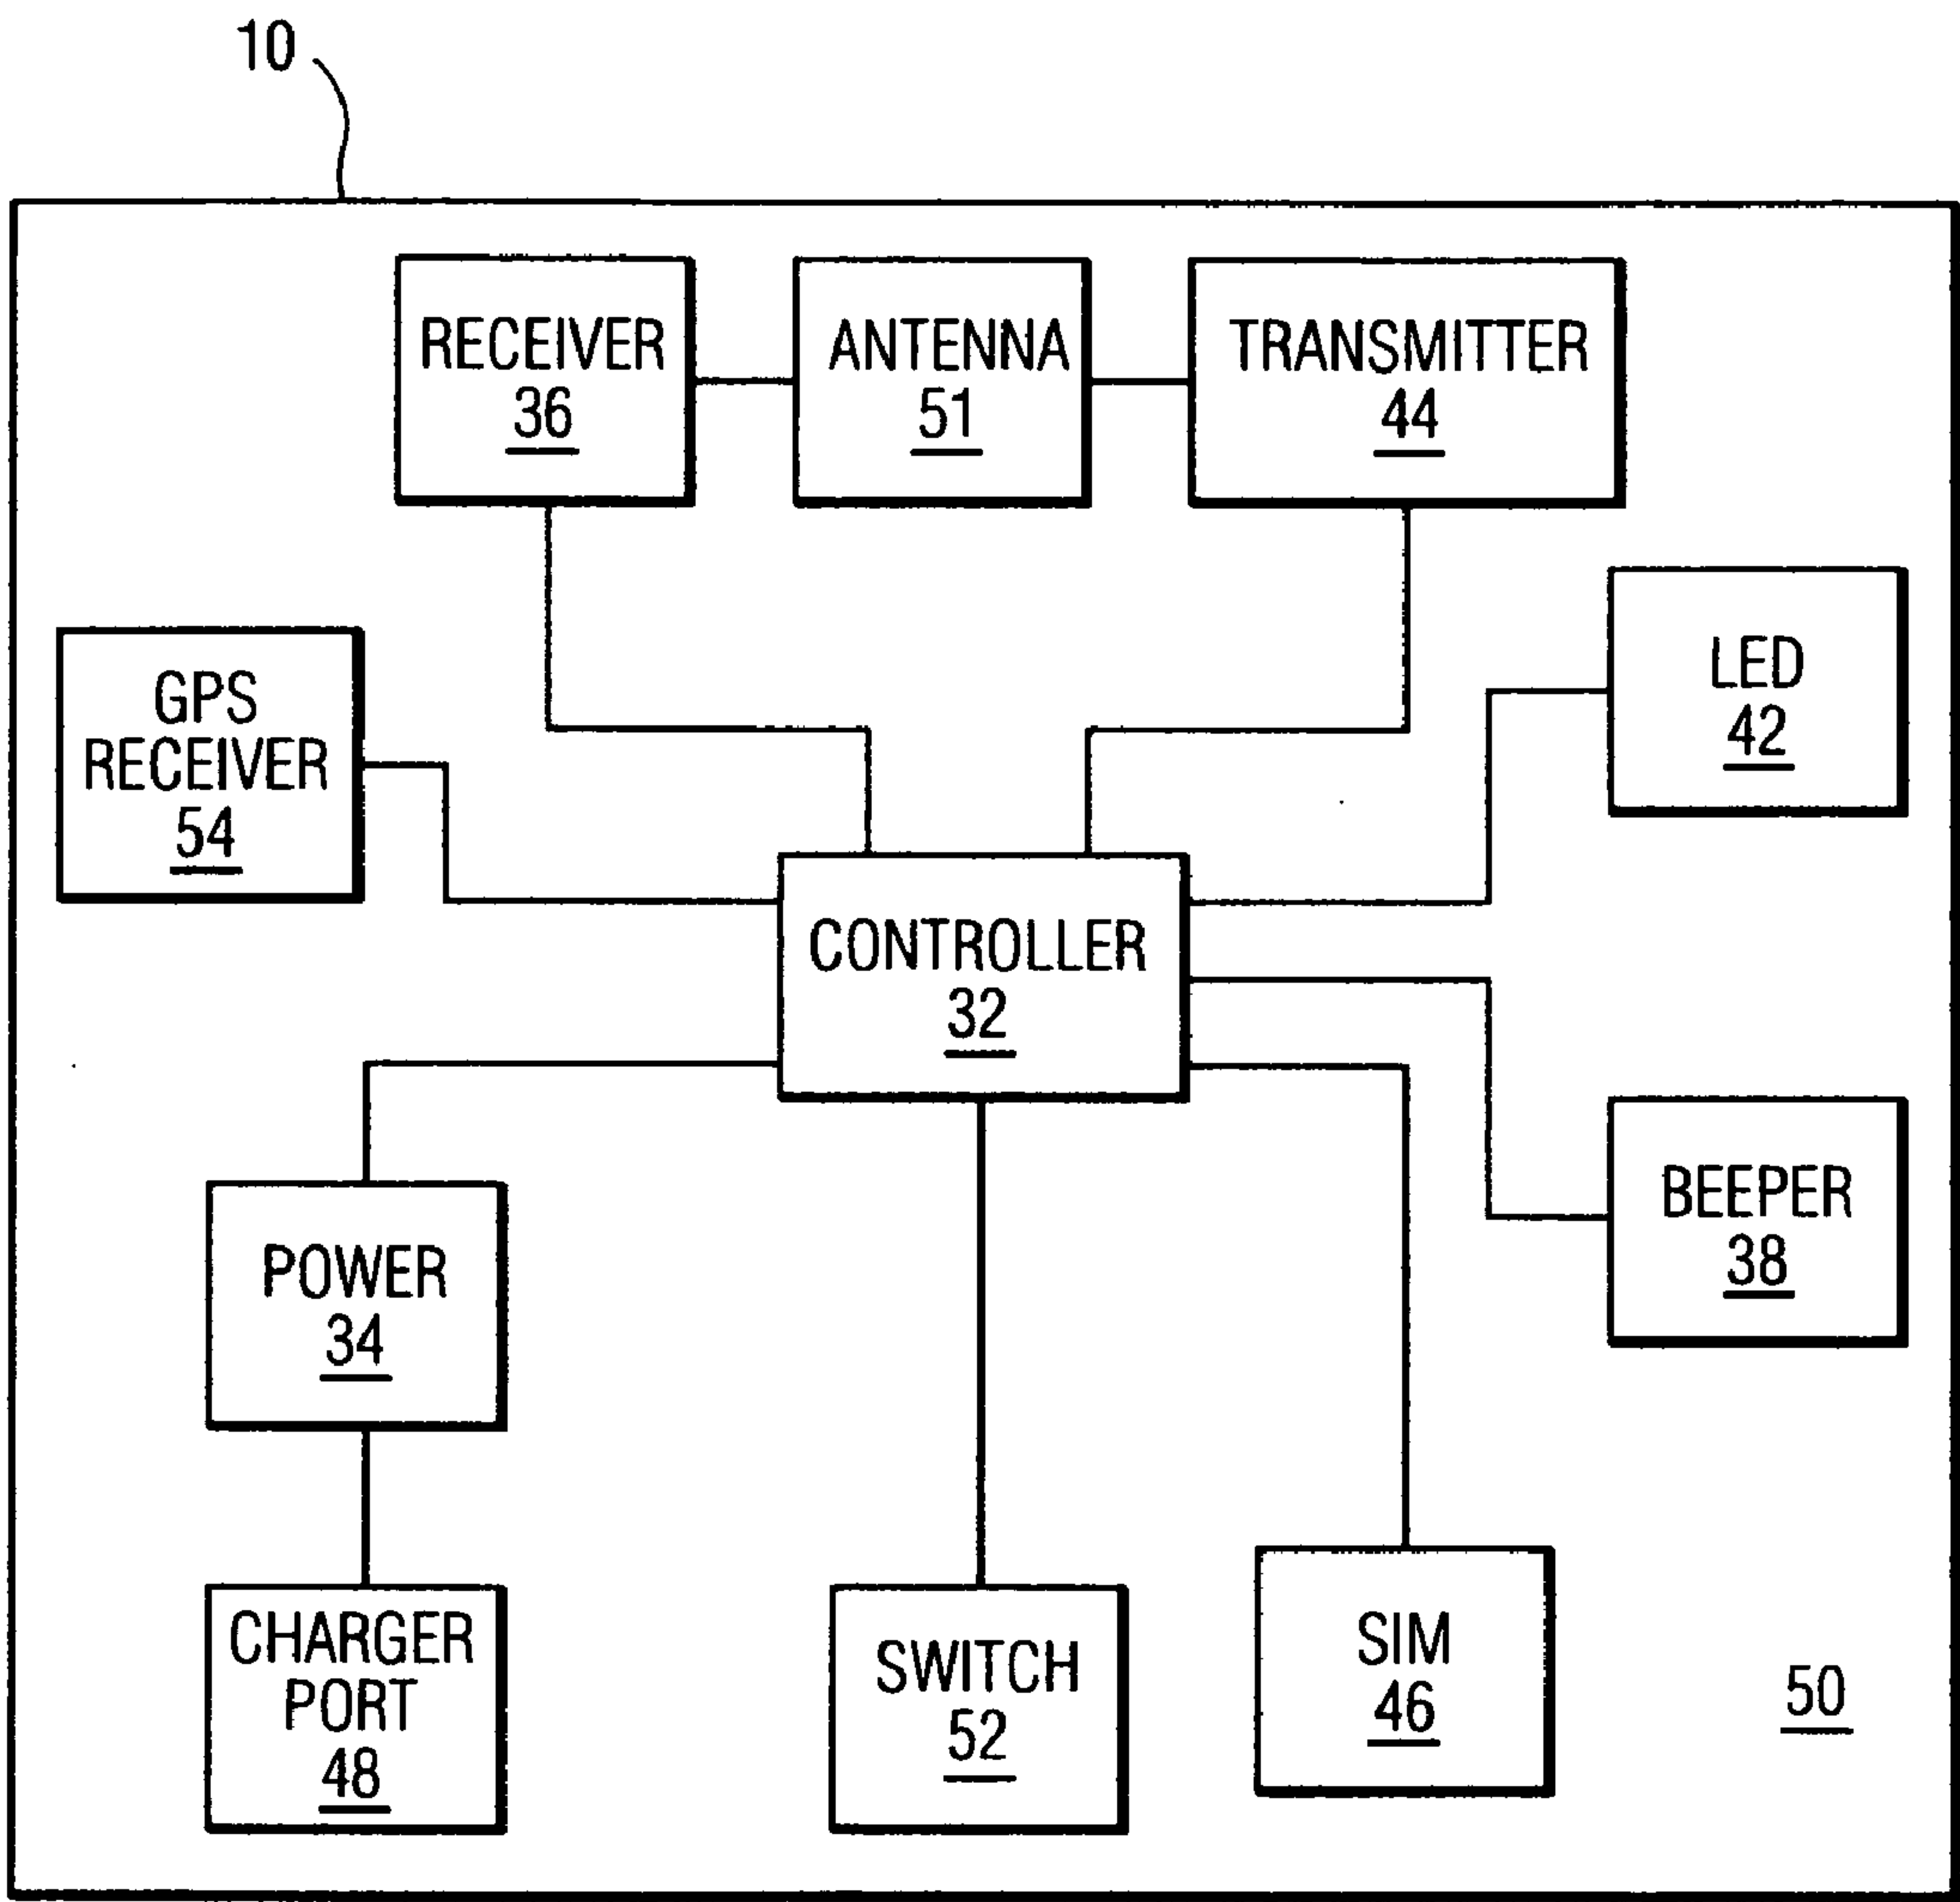 10
RECEIVER
36
ANTENNA
51
TRANSMITTER
44
LED
42
GPS
RECEIVER
54
CONTROLLER
32
BEEPER
38
POWER
34
CHARGER
PORT
48
SWITCH
52
SIM
46
50